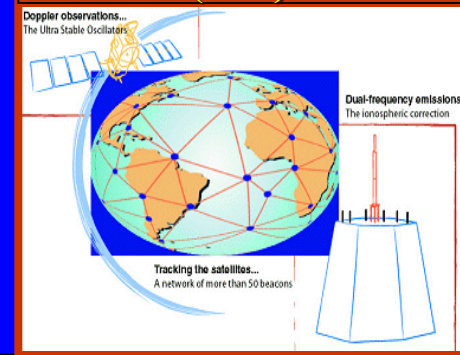 Doppler observations...
The Ultra Stable Oscillators
Dual-frequency emissions
The ionospheric correction
Tracking the satellites...
A network of more than 50 beacons